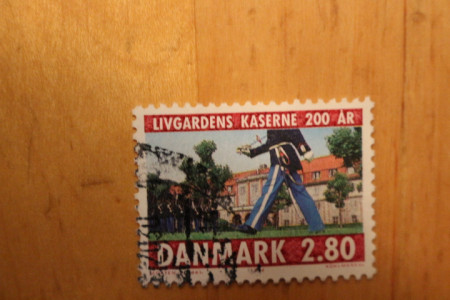 LIVGARDENS KASERNE 200 ÅR
DANMARK 2.80